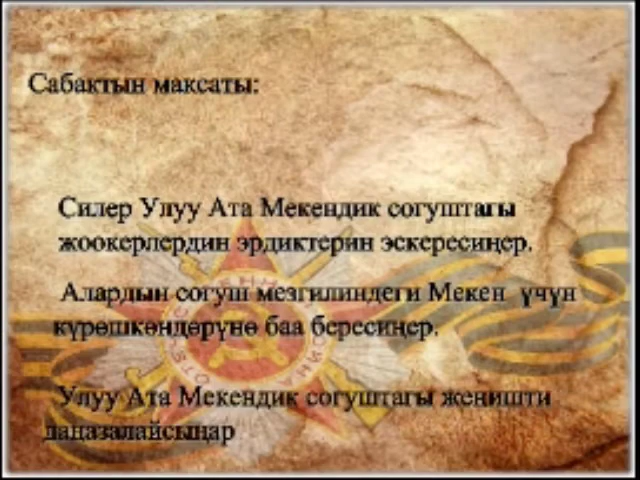 Сабактын максаты:
Силер Улуу Ата Мекендик согуштагы
жоокерлердин эрдиктерин эскересиңер.
Алардын согуш мезгилиндеги Мекен үчүн
күрөшкөндөрүнө баа бересиңер.
Улуу Ата Мекендик согуштагы женишти
даңазалайсыңар